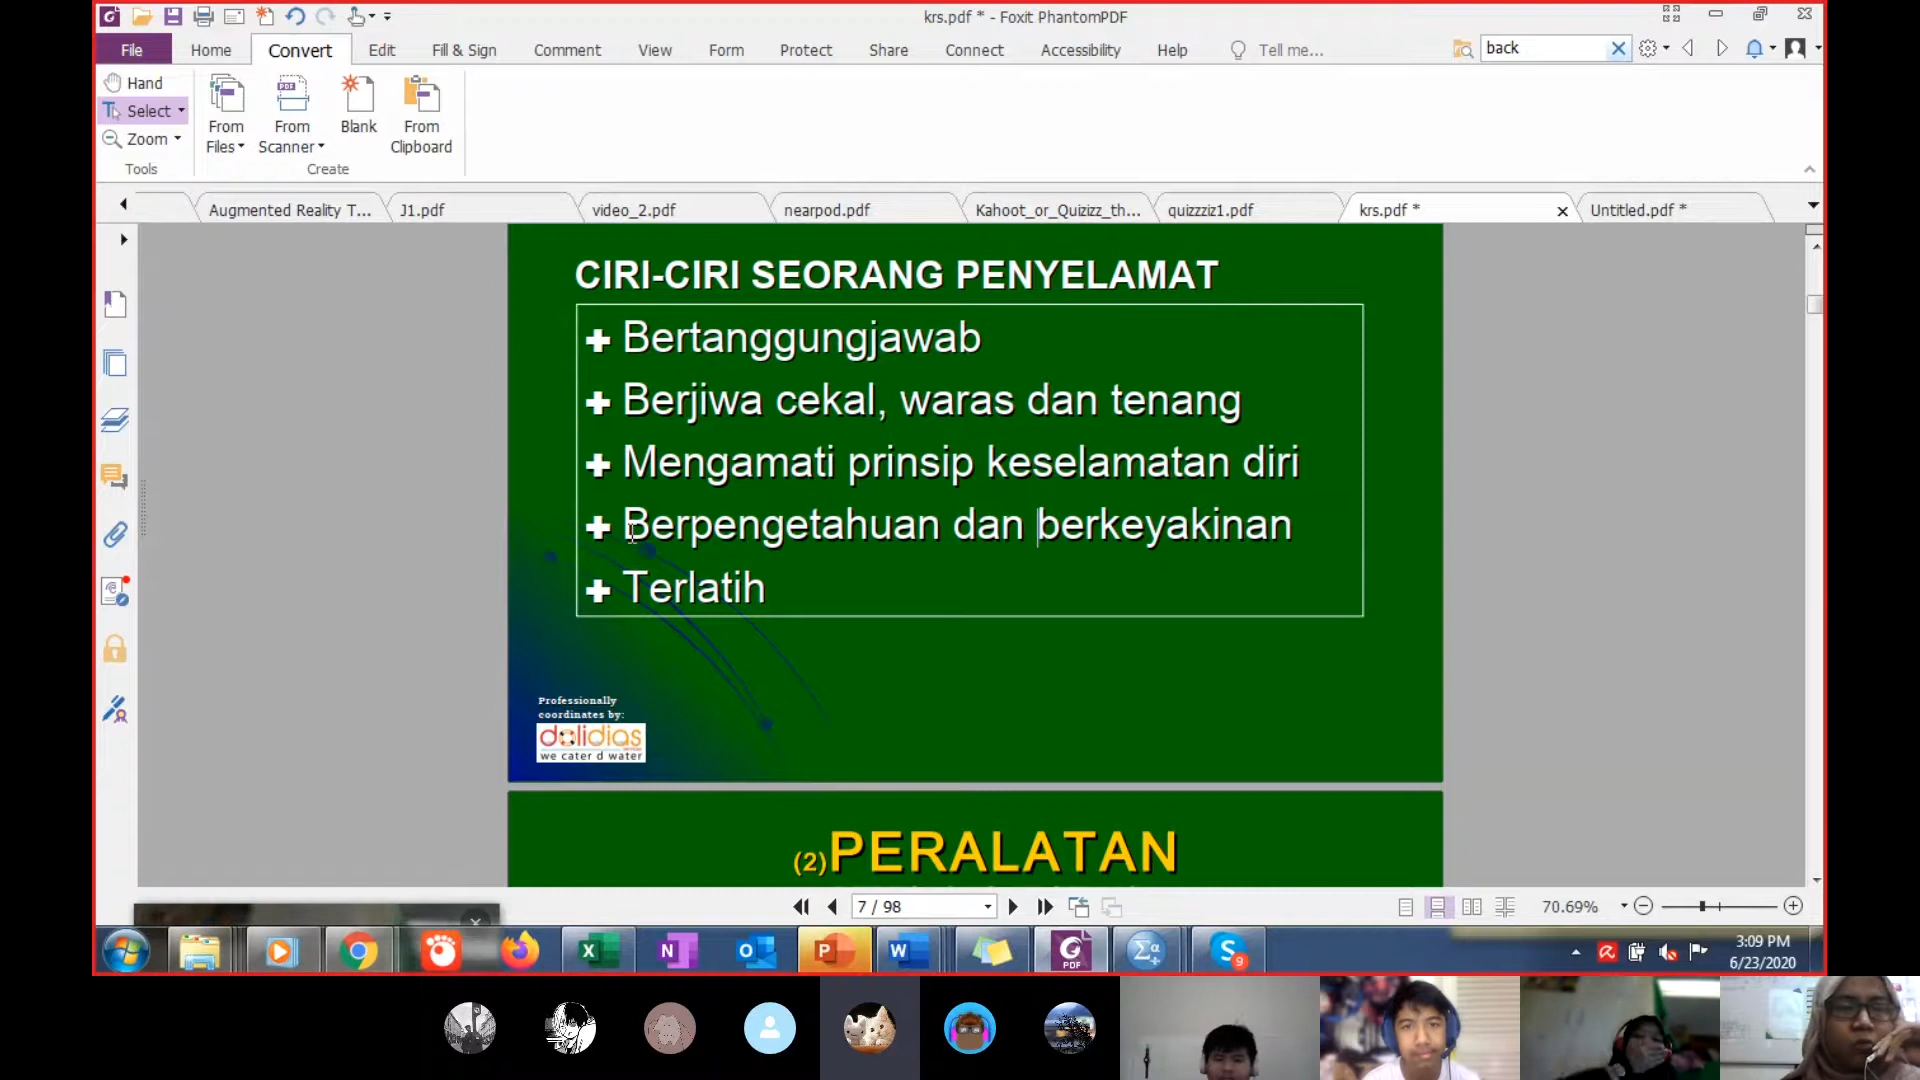 krs.pdf * - Foxit PhantomPDF
File Home Convert Edit Fill & Sign Comment View Form Protect Share Connect Accessibility Help Tell me... back
Hand
Select
Zoom
Tools
From Files
From Scanner
Blank
From Clipboard
Create
Augmented Reality T... J1.pdf video_2.pdf nearpod.pdf Kahoot_or_Quizizz_th... quizzziz1.pdf krs.pdf * Untitled.pdf *
CIRI-CIRI SEORANG PENYELAMAT
Bertanggungjawab
Berjiwa cekal, waras dan tenang
Mengamati prinsip keselamatan diri
Berpengetahuan dan berkeyakinan
Terlatih
Professionally
coordinates by:
dolidias
we cater d water
(2)PERALATAN
7 / 98
70.69%
3:09 PM
6/23/2020
9
PDF